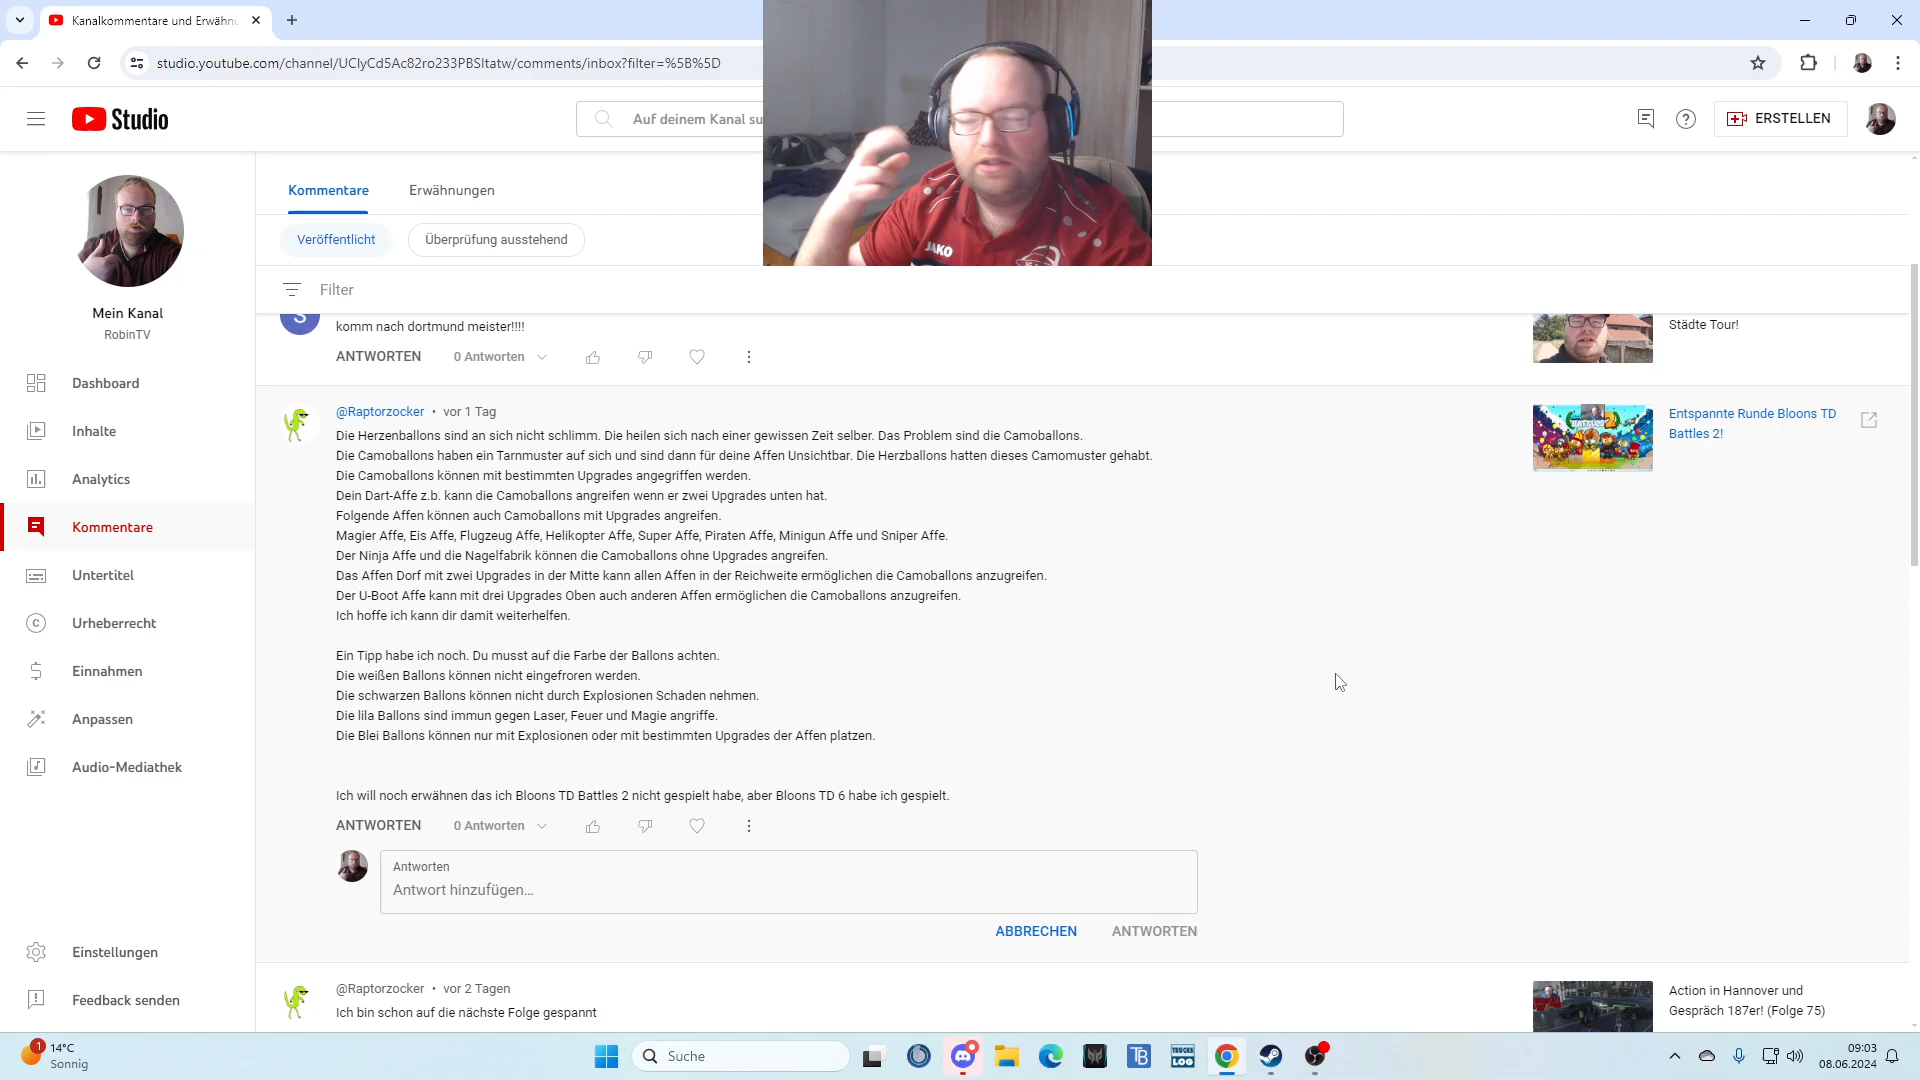 Kanalkommentare und Erwähnu
studio.youtube.com/channel/UClyCd5Ac82ro233PBSltatw/comments/inbox?filter=%5B%5D
Studio
Auf deinem Kanal su
ERSTELLEN
JAKO
Mein Kanal
RobinTV
Dashboard
Inhalte
Analytics
Kommentare
Untertitel
Urheberrecht
Einnahmen
Anpassen
Audio-Mediathek
Einstellungen
Feedback senden
Kommentare
Erwähnungen
Veröffentlicht
Überprüfung ausstehend
Filter
S
komm nach dortmund meister!!!!
ANTWORTEN 0 Antworten
Städte Tour!
@Raptorzocker • vor 1 Tag
Die Herzenballons sind an sich nicht schlimm. Die heilen sich nach einer gewissen Zeit selber. Das Problem sind die Camoballons.
Die Camoballons haben ein Tarnmuster auf sich und sind dann für deine Affen Unsichtbar. Die Herzballons hatten dieses Camomuster gehabt.
Die Camoballons können mit bestimmten Upgrades angegriffen werden.
Dein Dart-Affe z.b. kann die Camoballons angreifen wenn er zwei Upgrades unten hat.
Folgende Affen können auch Camoballons mit Upgrades angreifen.
Magier Affe, Eis Affe, Flugzeug Affe, Helikopter Affe, Super Affe, Piraten Affe, Minigun Affe und Sniper Affe.
Der Ninja Affe und die Nagelfabrik können die Camoballons ohne Upgrades angreifen.
Das Affen Dorf mit zwei Upgrades in der Mitte kann allen Affen in der Reichweite ermöglichen die Camoballons anzugreifen.
Der U-Boot Affe kann mit drei Upgrades Oben auch anderen Affen ermöglichen die Camoballons anzugreifen.
Ich hoffe ich kann dir damit weiterhelfen.
Ein Tipp habe ich noch. Du musst auf die Farbe der Ballons achten.
Die weißen Ballons können nicht eingefroren werden.
Die schwarzen Ballons können nicht durch Explosionen Schaden nehmen.
Die lila Ballons sind immun gegen Laser, Feuer und Magie angriffe.
Die Blei Ballons können nur mit Explosionen oder mit bestimmten Upgrades der Affen platzen.
Ich will noch erwähnen das ich Bloons TD Battles 2 nicht gespielt habe, aber Bloons TD 6 habe ich gespielt.
ANTWORTEN 0 Antworten
Entspannte Runde Bloons TD
Battles 2!
Antworten
Antwort hinzufügen...
ABBRECHEN
ANTWORTEN
@Raptorzocker • vor 2 Tagen
Ich bin schon auf die nächste Folge gespannt
Action in Hannover und
Gespräch 187er! (Folge 75)
1
14°C
Sonnig
Suche
TB
TRUCKS
LOG
09:03
08.06.2024